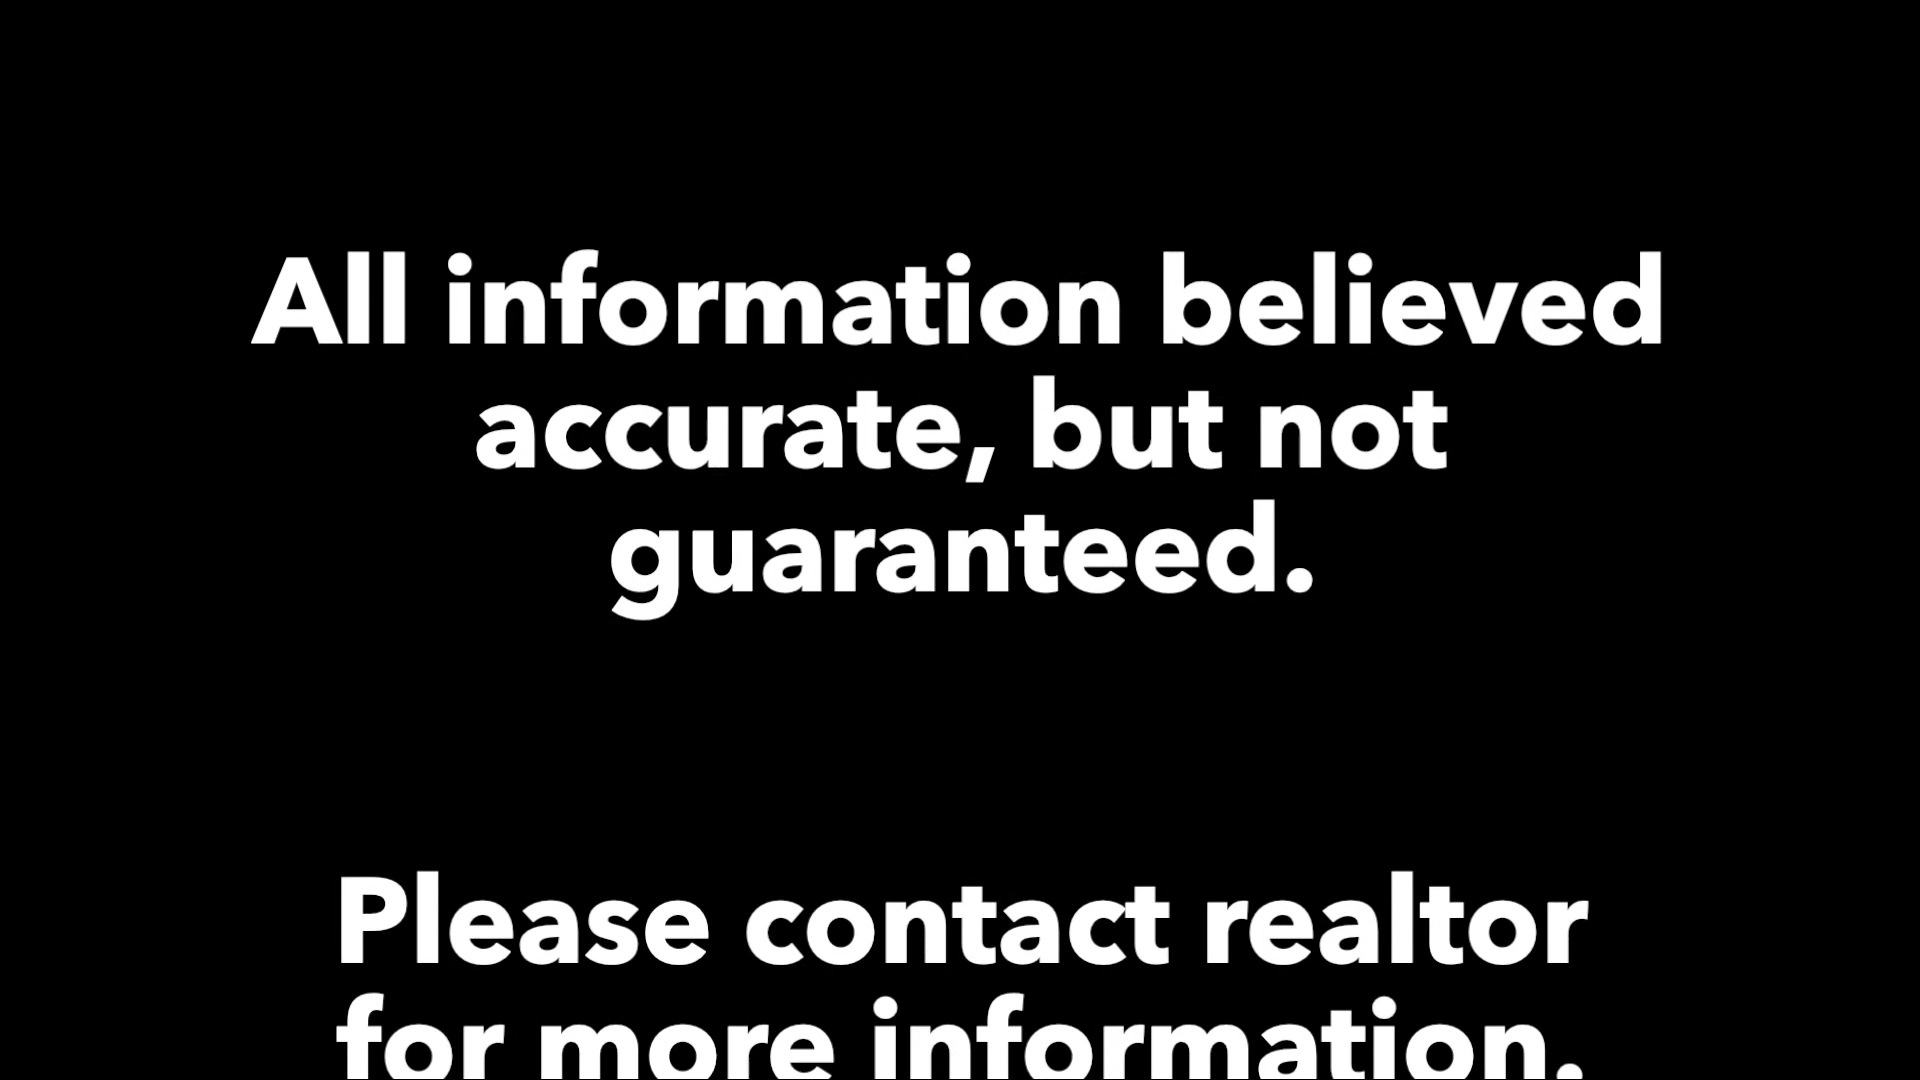 All information believed
accurate, but not
guaranteed.
Please contact realtor
for more information.